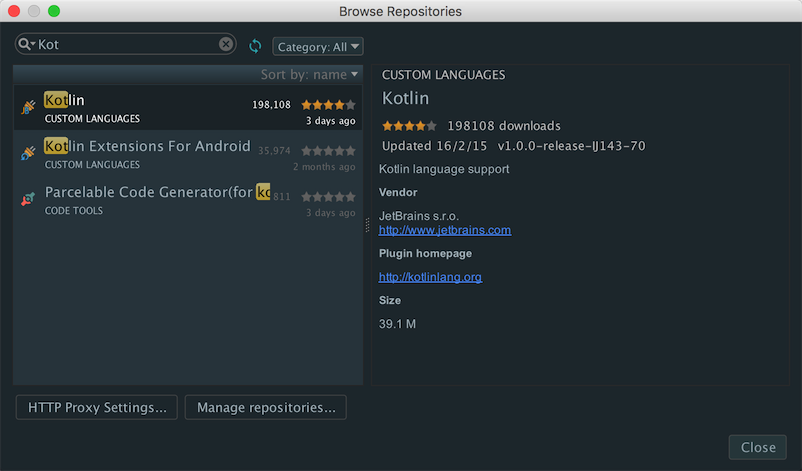 Browse Repositories
Kot
Category: All
Sort by: name
Kotlin
198,108
CUSTOM LANGUAGES
3 days ago
Kotlin Extensions For Android
35,974
CUSTOM LANGUAGES
2 months ago
Parcelable Code Generator(for ko
811
CODE TOOLS
3 days ago
CUSTOM LANGUAGES
Kotlin
198108 downloads
Updated 16/2/15 v1.0.0-release-IJ143-70
Kotlin language support
Vendor
JetBrains s.r.o.
http://www.jetbrains.com
Plugin homepage
http://kotlinlang.org
Size
39.1 M
HTTP Proxy Settings...
Manage repositories...
Close